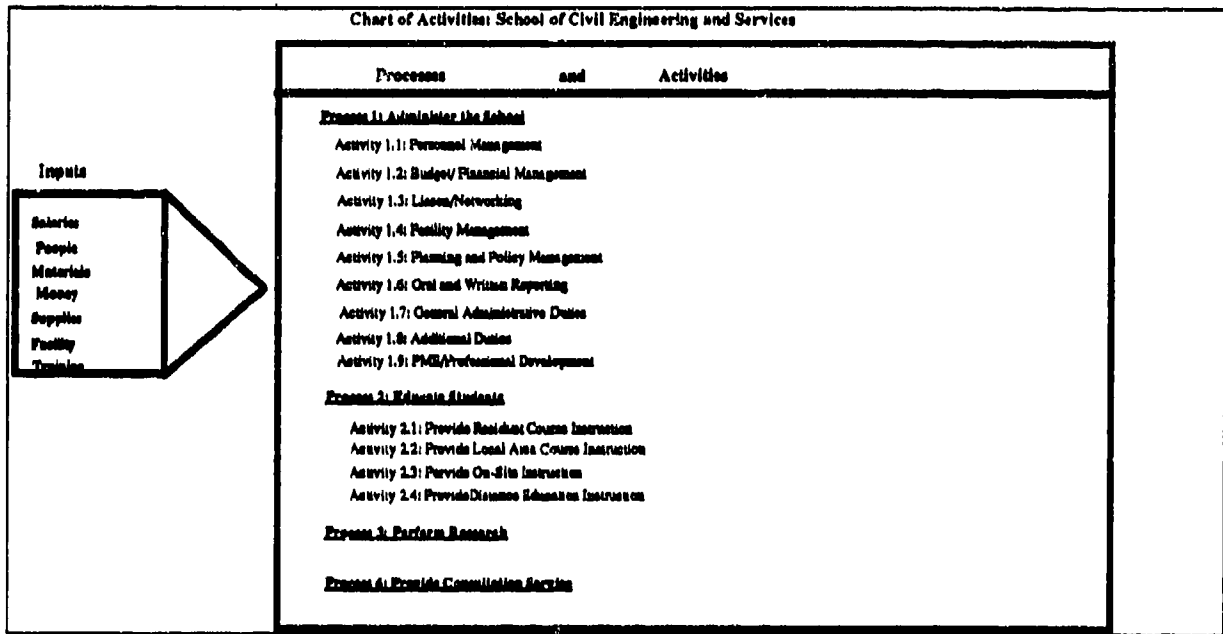 Chart of Activities: School of Civil Engineering and Services
Processes and Activities
Process 1: Administer the School
Activity 1.1: Personnel Management
Activity 1.2: Budget/ Financial Management
Activity 1.3: Liason/Networking
Activity 1.4: Facility Management
Activity 1.5: Planning and Policy Management
Activity 1.6: Oral and Written Reporting
Activity 1.7: General Administrative Duties
Activity 1.8: Additional Duties
Activity 1.9: PME/Professional Development
Process 2: Educate Students
Activity 2.1: Provide Resident Course Instruction
Activity 2.2: Provide Local Area Course Instruction
Activity 2.3: Porvide On-Site Instruction
Activity 2.4: ProvideDistance Education Instruction
Process 3: Perform Research
Process 4: Provide Consultation Service
Inputs
Salaries
People
Materials
Money
Supplies
Facility
Training